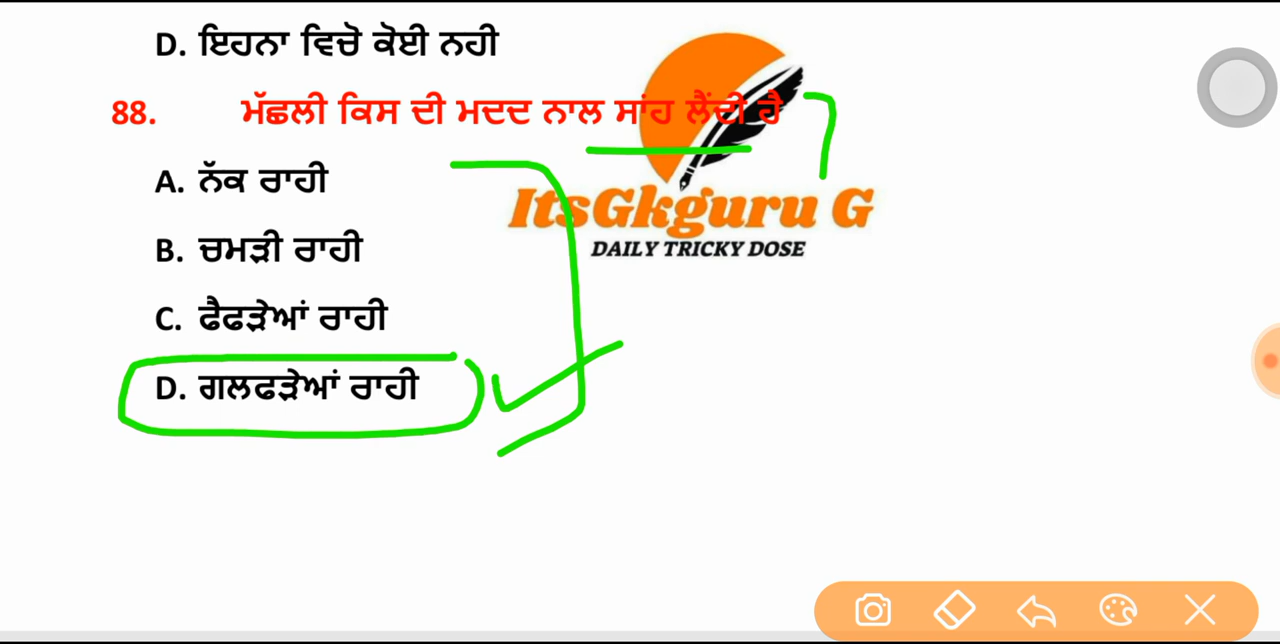 D. ਇਹਨਾ ਵਿਚੋ ਕੋਈ ਨਹੀ
88. ਮੱਛਲੀ ਕਿਸ ਦੀ ਮਦਦ ਨਾਲ ਸਾਂਹ ਲੈਂਦੀ ਹੈ
A. ਨੱਕ ਰਾਹੀ
B. ਚਮੜੀ ਰਾਹੀ
C. ਫੈਫੜੇਆਂ ਰਾਹੀ
D. ਗਲਫੜੇਆਂ ਰਾਹੀ
ItsGkguru G
DAILY TRICKY DOSE